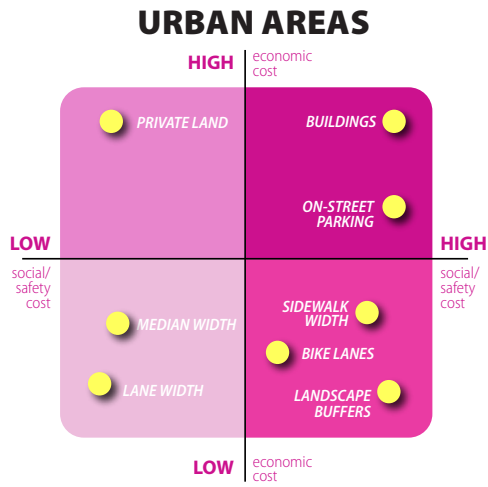 URBAN AREAS
HIGH
economic
cost
PRIVATE LAND
BUILDINGS
ON-STREET
PARKING
LOW
social/
safety
cost
HIGH
social/
safety
cost
MEDIAN WIDTH
SIDEWALK
WIDTH
BIKE LANES
LANE WIDTH
LANDSCAPE
BUFFERS
LOW
economic
cost